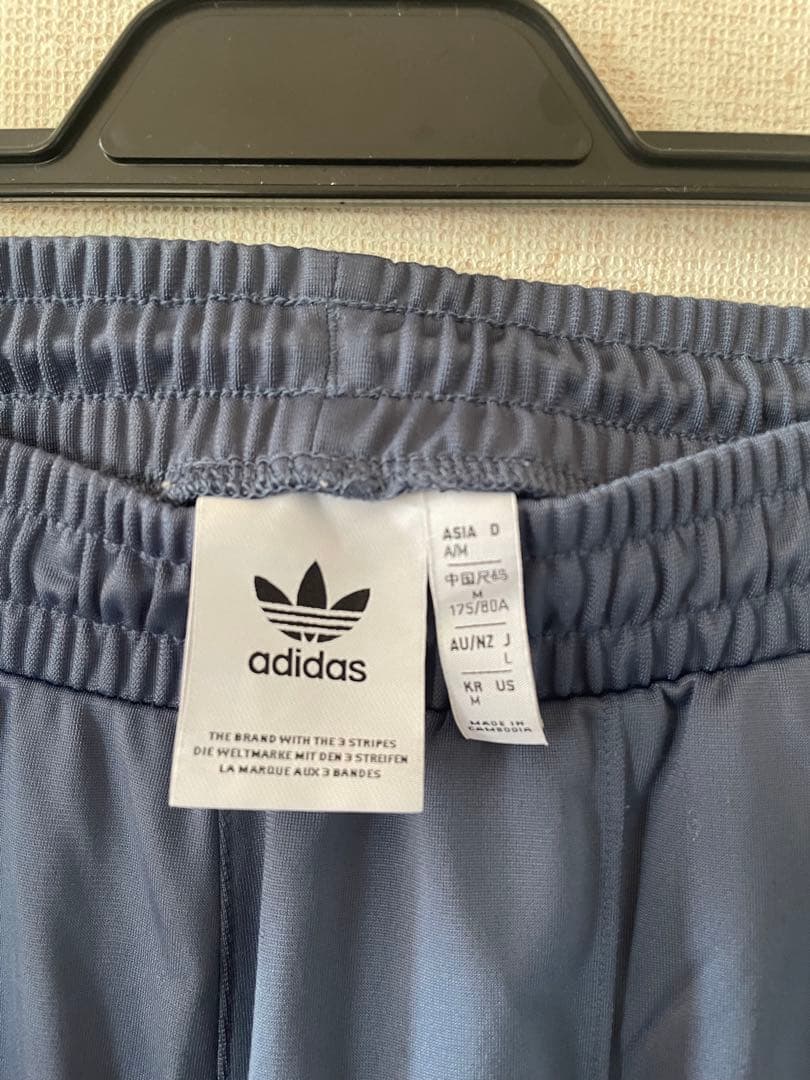 adidas
THE BRAND WITH THE 3 STRIPES
DIE WELTMARKE MIT DEN 3 STREIFEN
LA MARQUE AUX 3 BANDES
ASIA D
A/M
中国尺码
M
175/80A
AU/NZ J
L
KR US
M
MADE IN
CAMBODIA